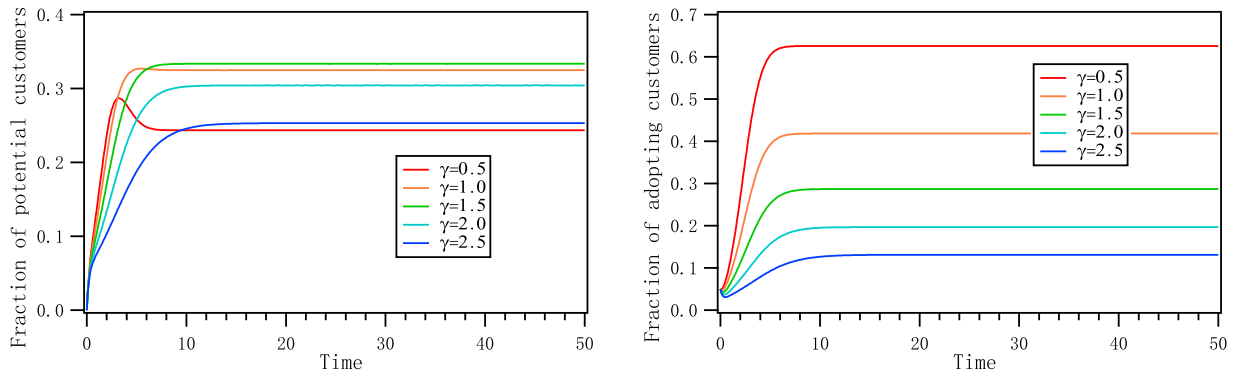 Fraction of potential customers
0.4
0.3
0.2
0.1
0.0
0 10 20 30 40 50
Time
γ=0.5
γ=1.0
γ=1.5
γ=2.0
γ=2.5
Fraction of adopting customers
0.7
0.6
0.5
0.4
0.3
0.2
0.1
0.0
0 10 20 30 40 50
Time
γ=0.5
γ=1.0
γ=1.5
γ=2.0
γ=2.5